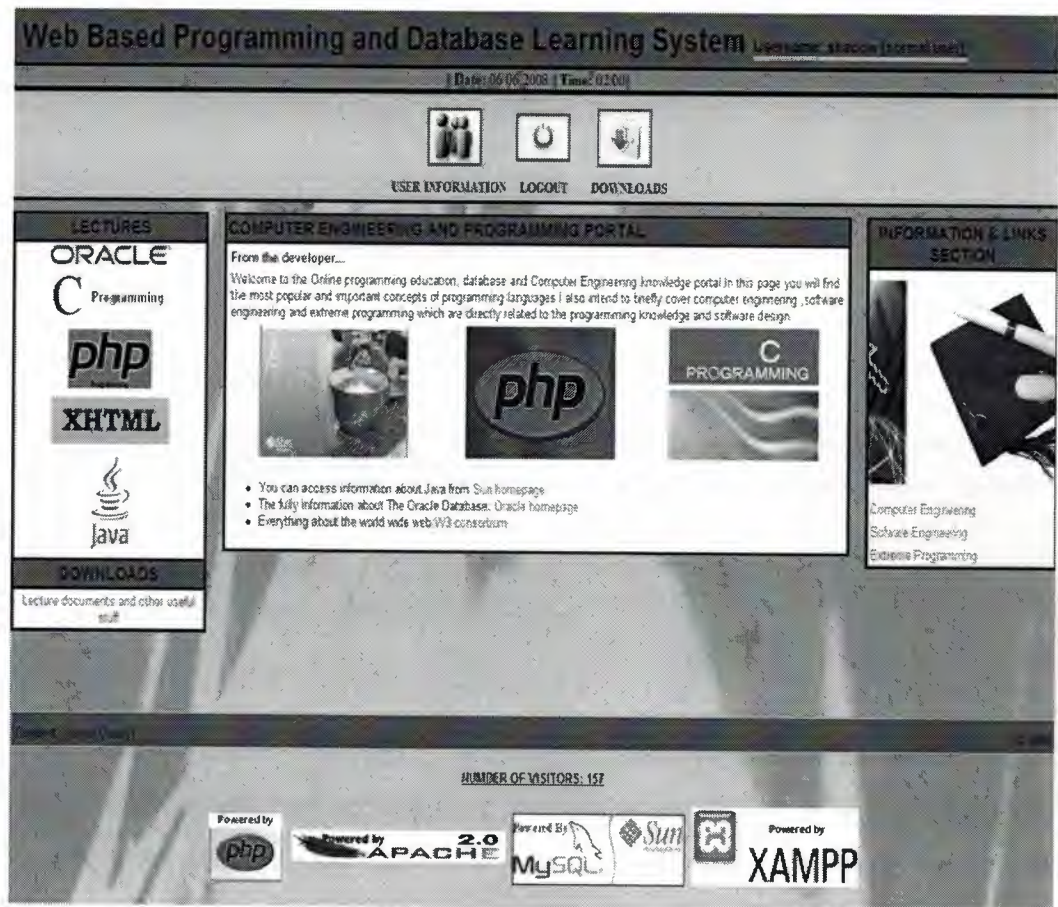 Web Based Programming and Database Learning System Username: shadow [normal user]
| Date: 06.06.2008 | Time: 02:00|
USER INFORMATION LOGOUT DOWNLOADS
LECTURES
ORACLE
C Programming
php
XHTML
Java
DOWNLOADS
Lecture documents and other useful
stuff
COMPUTER ENGINEERING AND PROGRAMMING PORTAL
From the developer....
Welcome to the Online programming education, database and Computer Engineering knowledge portal in this page you will find
the most popular and important concepts of programming languages I also intend to briefly cover computer engineering ,software
engineering and extreme programming which are directly related to the programming knowledge and software design
php
C
PROGRAMMING
• You can access information about Java from Sun homepage
• The fully information about The Oracle Database: Oracle homepage
• Everything about the world wide web W3 consortium
INFORMATION & LINKS
SECTION
Computer Engineering
Software Engineering
Extreme Programming
NUMBER OF VISITORS: 157
Powered by
php
Powered by
APACHE 2.0
Powered By
MySQL
Sun
Powered by
XAMPP